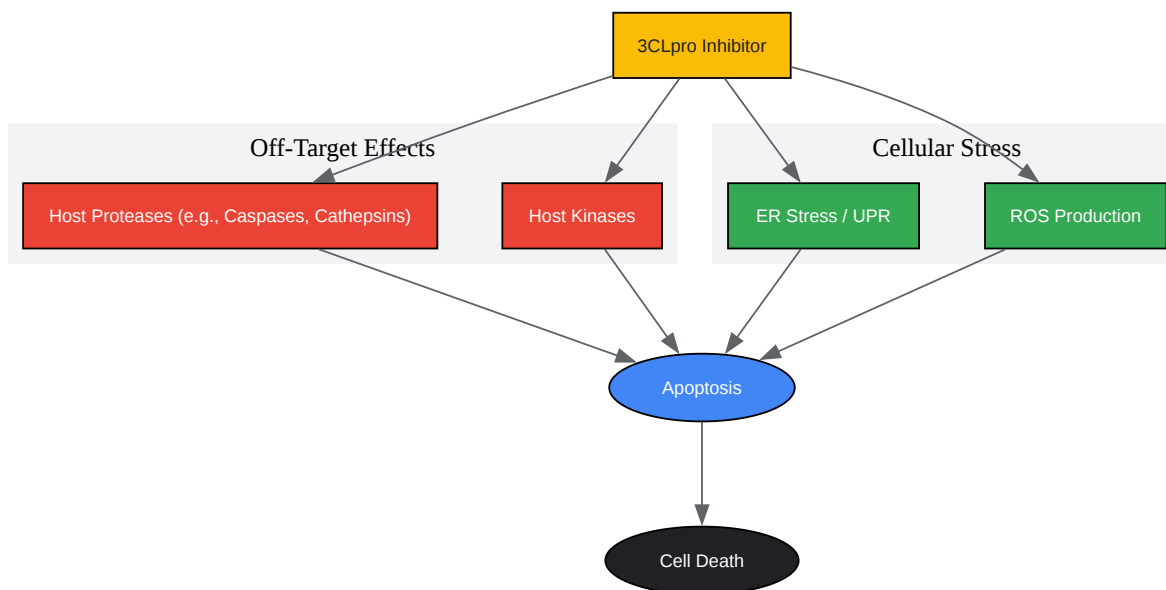 3CLpro Inhibitor
Off-Target Effects
Cellular Stress
Host Proteases (e.g., Caspases, Cathepsins)
Host Kinases
ER Stress / UPR
ROS Production
Apoptosis
Cell Death